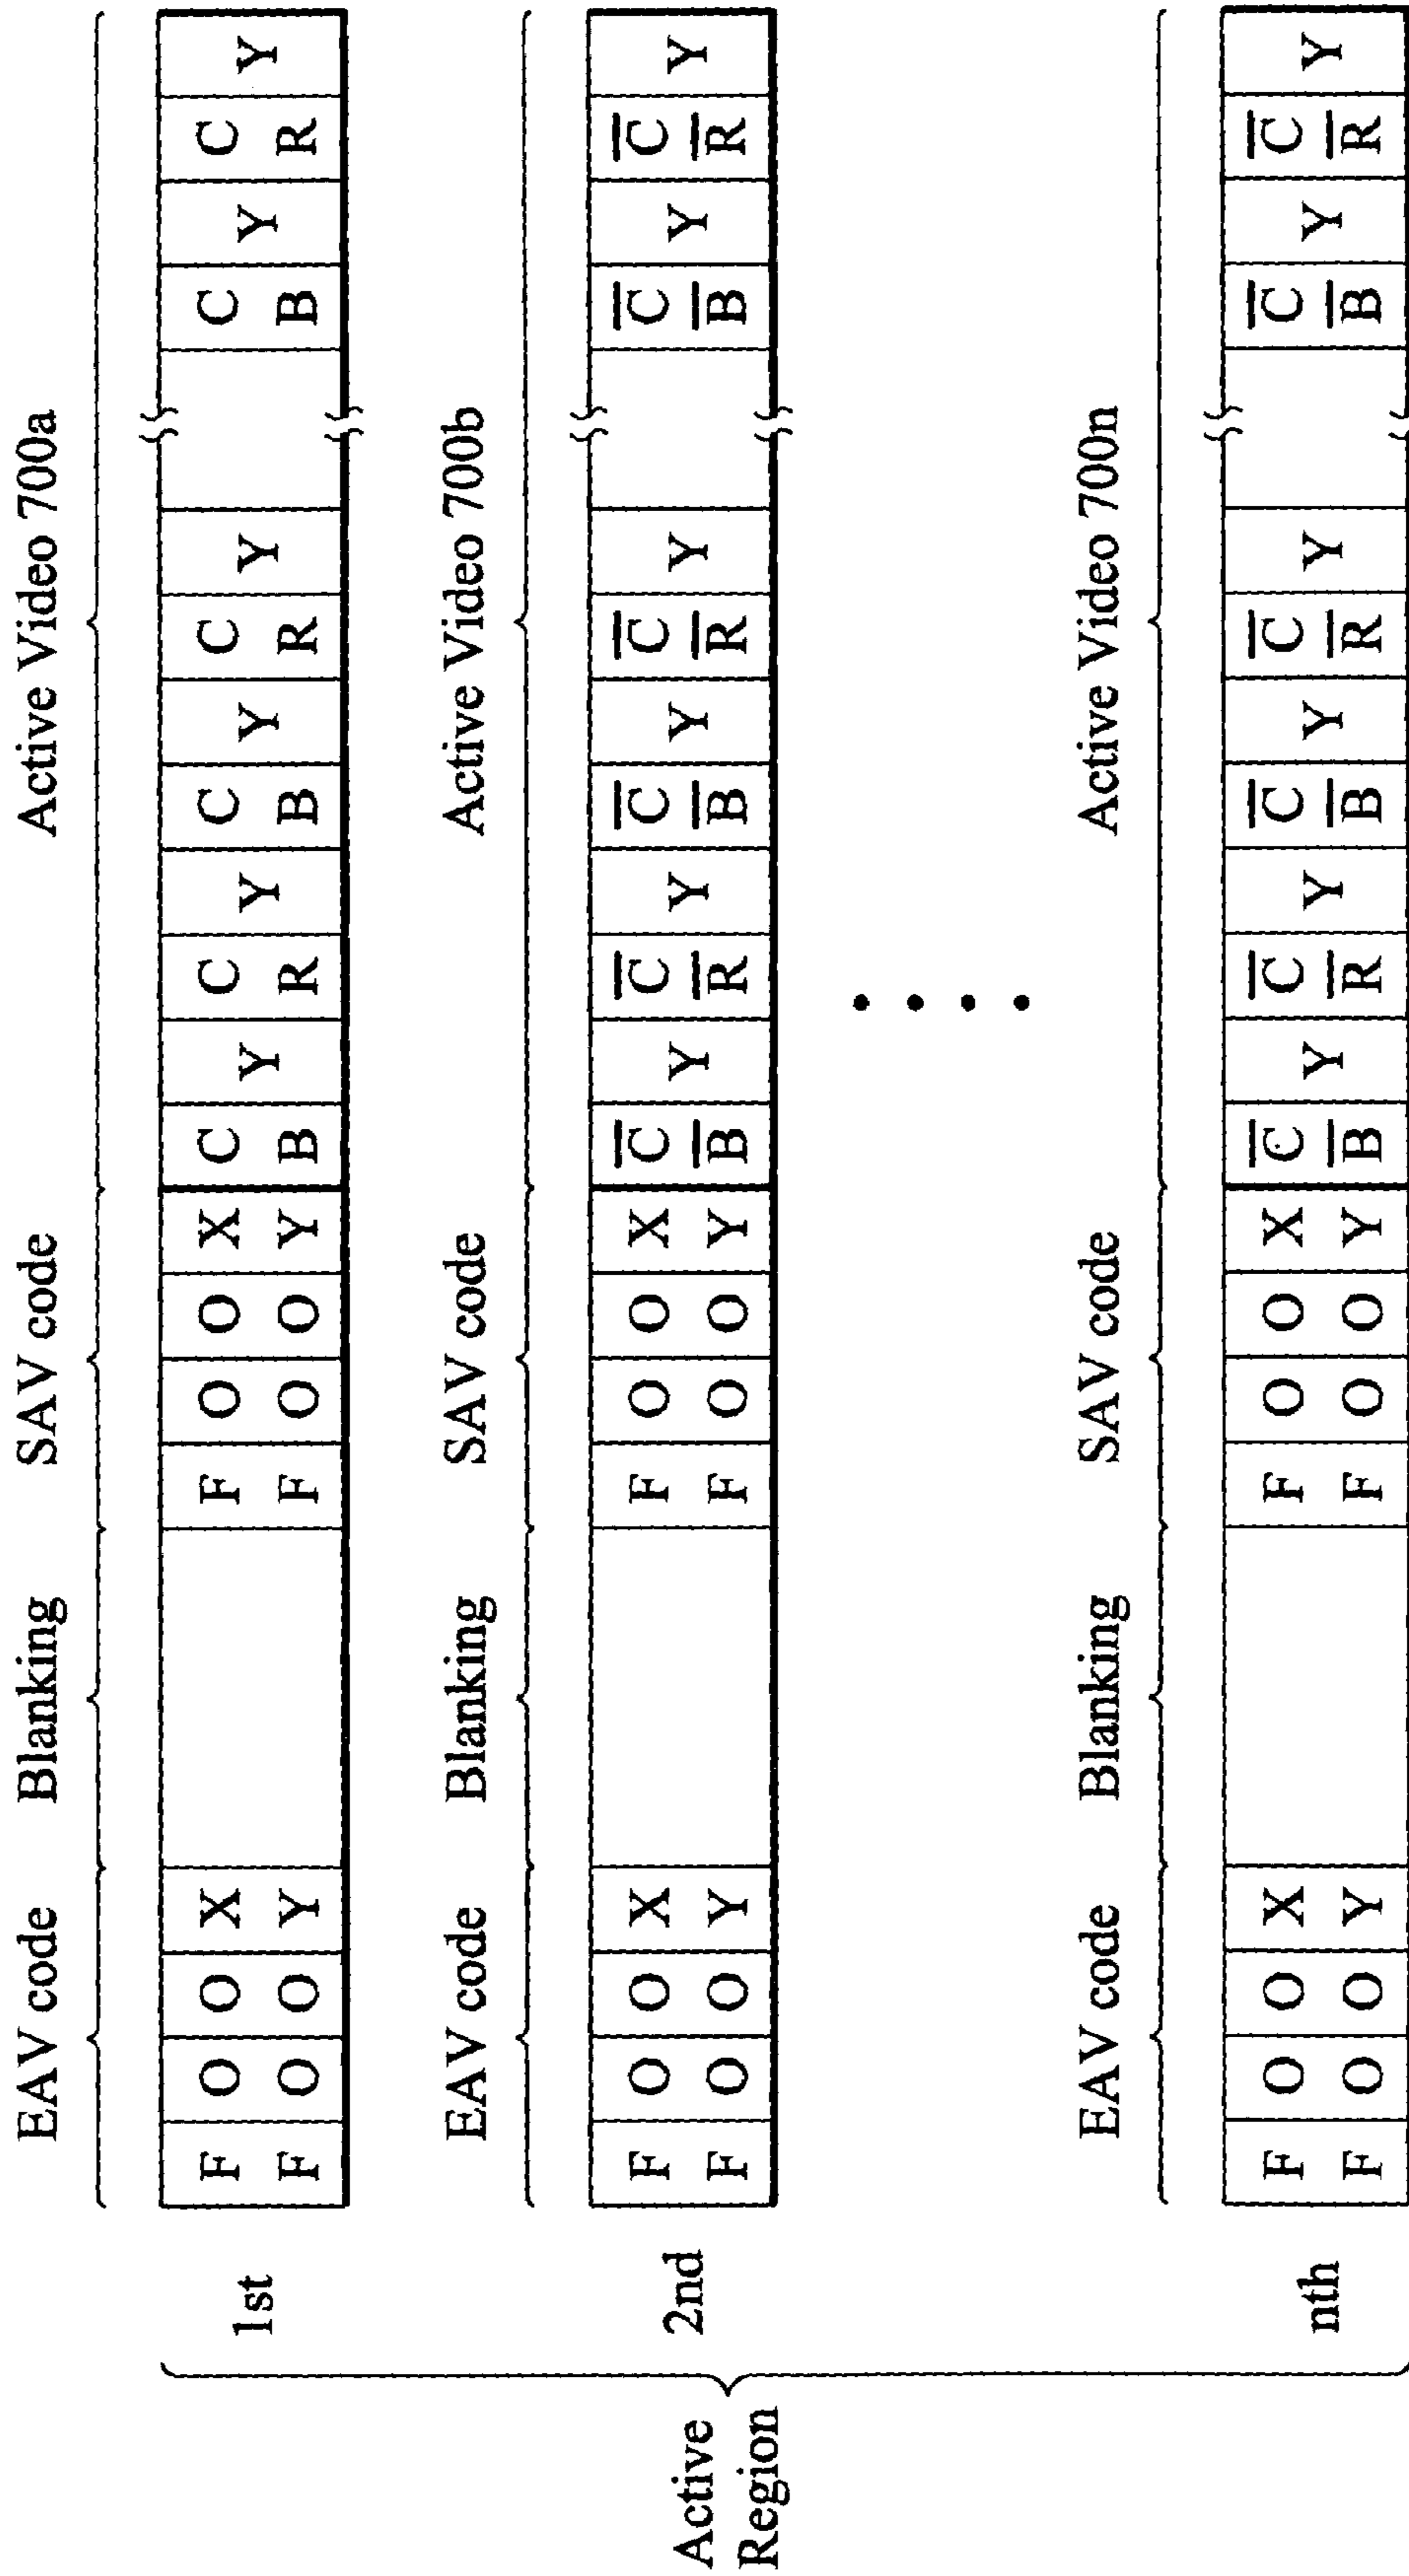 EAV code Blanking SAV code Active Video 700a
1st F O O X F O O X C Y C Y C Y C Y C Y C Y
F O O Y F O O Y B R B R B R
EAV code Blanking SAV code Active Video 700b
2nd F O O X F O O X C̅ Y C̅ Y C̅ Y C̅ Y C̅ Y C̅ Y
F O O Y F O O Y B̅ R̅ B̅ R̅ B̅ R̅
EAV code Blanking SAV code Active Video 700n
nth F O O X F O O X C̅ Y C̅ Y C̅ Y C̅ Y C̅ Y C̅ Y
F O O Y F O O Y B̅ R̅ B̅ R̅ B̅ R̅
Active
Region